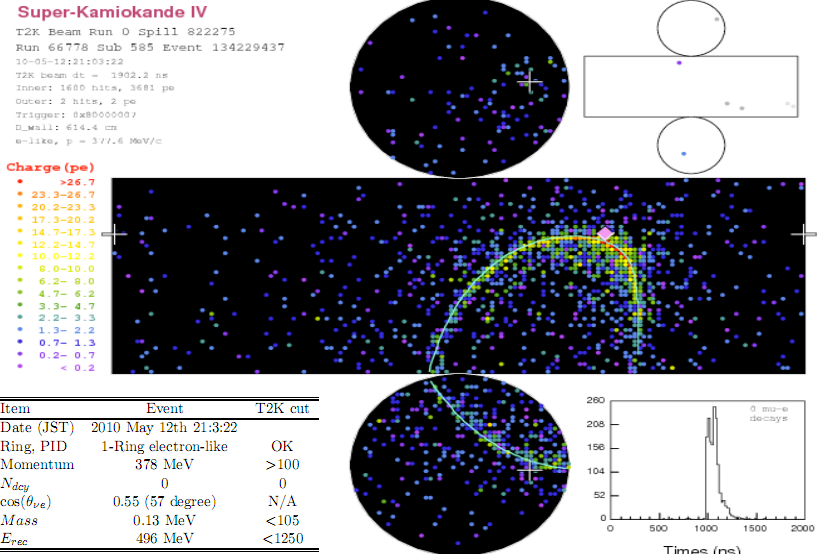 Super-Kamiokande IV
T2K Beam Run 0 Spill 822275
Run 66778 Sub 585 Event 134229437
10-05-12:21:03:22
T2K beam dt = 1902.2 ns
Inner: 1600 hits, 3681 pe
Outer: 2 hits, 2 pe
Trigger: 0x80000007
D_wall: 614.4 cm
e-like, p = 377.6 MeV/c
Charge(pe)
>26.7
23.3-26.7
20.2-23.3
17.3-20.2
14.7-17.3
12.2-14.7
10.0-12.2
8.0-10.0
6.2- 8.0
4.7- 6.2
3.3- 4.7
2.2- 3.3
1.3- 2.2
0.7- 1.3
0.2- 0.7
< 0.2
Item Event T2K cut
Date (JST) 2010 May 12th 21:3:22
Ring, PID 1-Ring electron-like OK
Momentum 378 MeV >100
N_dcy 0 0
cos(θ_νe) 0.55 (57 degree) N/A
Mass 0.13 MeV <105
E_rec 496 MeV <1250
260
208
156
104
52
0
0 mu-e
decays
0 500 1000 1500 2000
Times (ns)